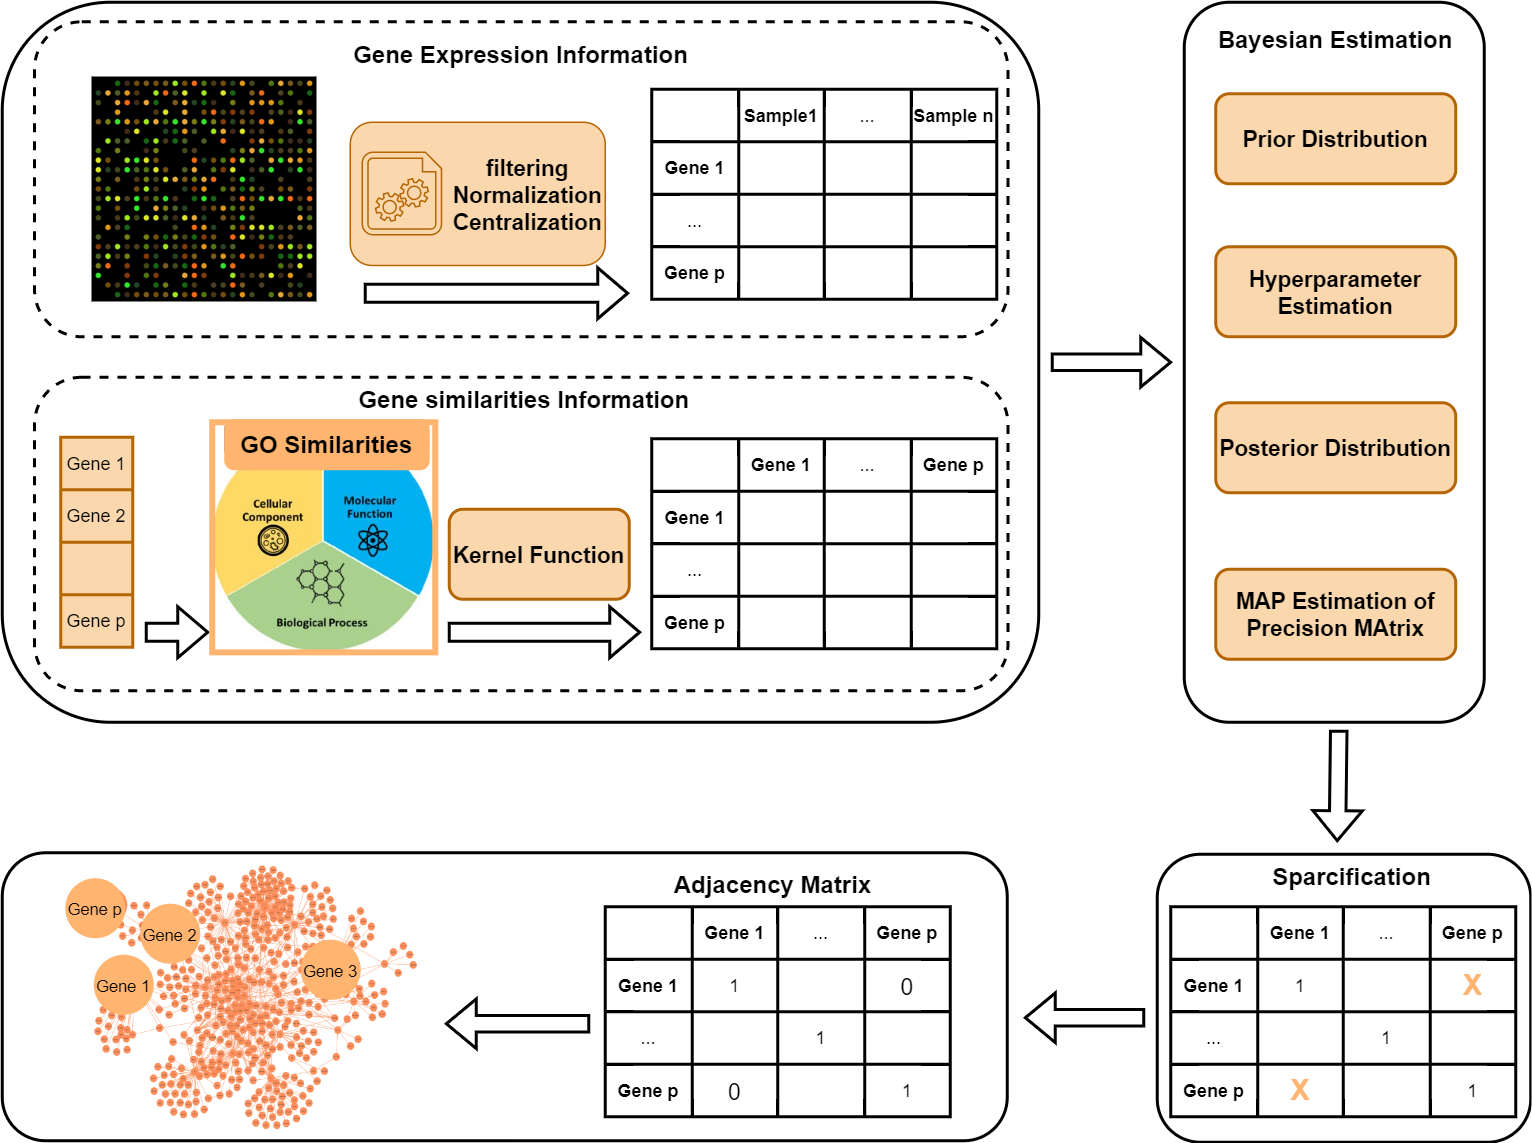 Gene Expression Information
filtering
Normalization
Centralization
Sample1 ... Sample n
Gene 1
...
Gene p
Gene similarities Information
Gene 1
Gene 2
Gene p
GO Similarities
Cellular
Component
Molecular
Function
Biological Process
Kernel Function
Gene 1 ... Gene p
Gene 1
...
Gene p
Bayesian Estimation
Prior Distribution
Hyperparameter
Estimation
Posterior Distribution
MAP Estimation of
Precision MAtrix
Sparcification
Gene 1 ... Gene p
Gene 1 1 X
... 1
Gene p X 1
Adjacency Matrix
Gene 1 ... Gene p
Gene 1 1 0
... 1
Gene p 0 1
Gene p
Gene 2
Gene 3
Gene 1